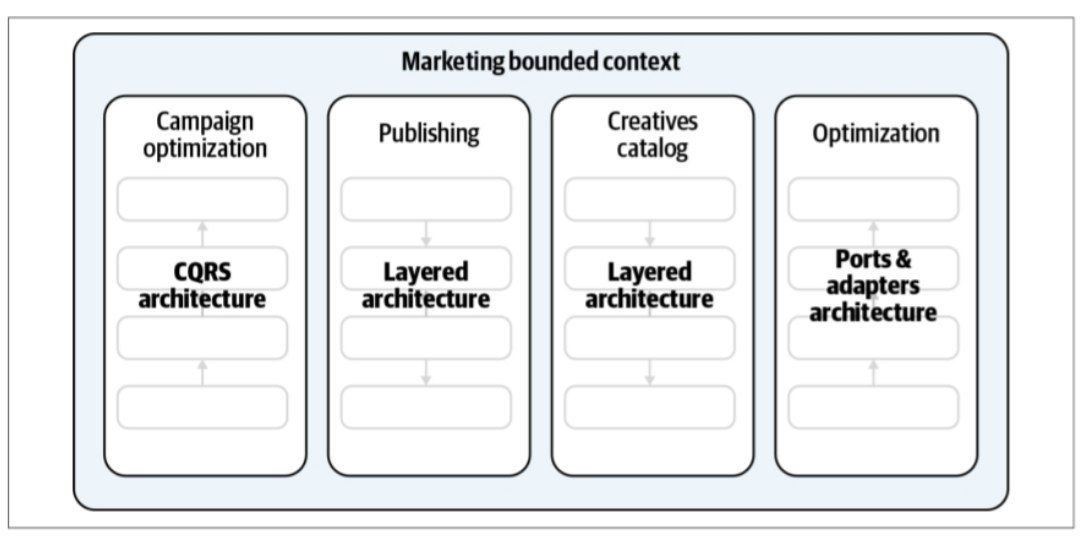 Marketing bounded context
Campaign
optimization
Publishing
Creatives
catalog
Optimization
CQRS
architecture
Layered
architecture
Layered
architecture
Ports &
adapters
architecture